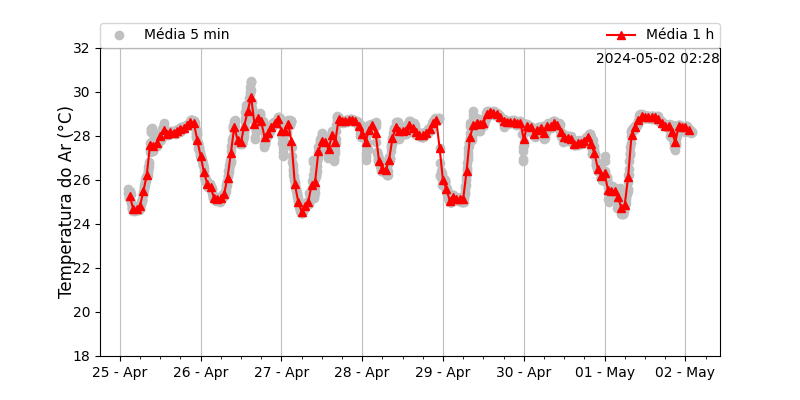 Média 5 min
Média 1 h
2024-05-02 02:28
Temperatura do Ar (°C)
32
30
28
26
24
22
20
18
25 - Apr
26 - Apr
27 - Apr
28 - Apr
29 - Apr
30 - Apr
01 - May
02 - May